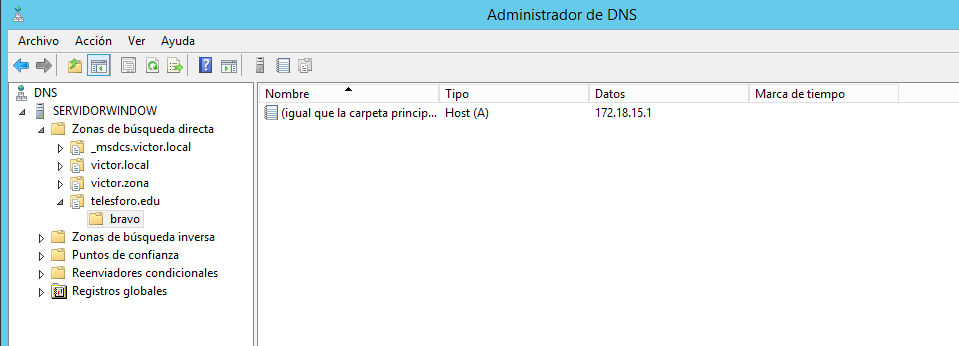 Administrador de DNS
Archivo Acción Ver Ayuda
DNS
SERVIDORWINDOW
Zonas de búsqueda directa
_msdcs.victor.local
victor.local
victor.zona
telesforo.edu
bravo
Zonas de búsqueda inversa
Puntos de confianza
Reenviadores condicionales
Registros globales
Nombre Tipo Datos Marca de tiempo
(igual que la carpeta princip... Host (A) 172.18.15.1